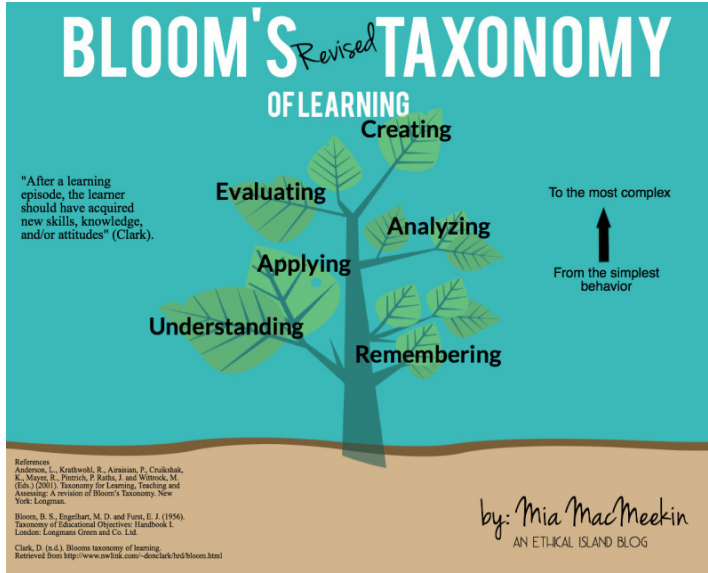 BLOOM'S Revised TAXONOMY
OF LEARNING
Creating
Evaluating
Analyzing
Applying
Understanding
Remembering
"After a learning
episode, the learner
should have acquired
new skills, knowledge,
and/or attitudes" (Clark).
To the most complex
From the simplest
behavior
References
Anderson, L., Krathwohl, R., Airaisian, P., Cruikshak,
K., Mayer, R., Pintrich, P. Raths, J. and Wittrock, M.
(Eds.) (2001). Taxonomy for Learning, Teaching and
Assessing: A revision of Bloom's Taxonomy. New
York: Longman.
Bloom, B. S., Engelhart, M. D. and Furst, E. J. (1956).
Taxonomy of Educational Objectives: Handbook I.
London: Longmans Green and Co. Ltd.
Clark, D. (n.d.). Blooms taxonomy of learning.
Retrieved from http://www.nwlink.com/~donclark/hrd/bloom.html
by: Mia MacMeekin
AN ETHICAL ISLAND BLOG